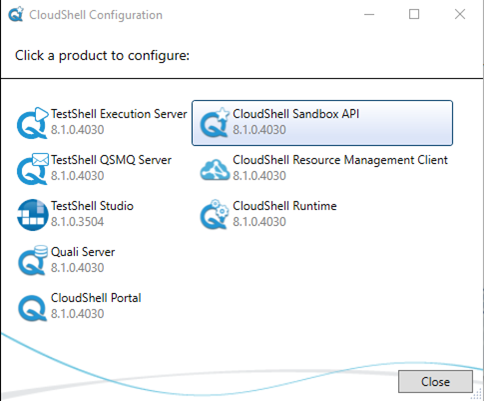 CloudShell Configuration
Click a product to configure:
TestShell Execution Server
8.1.0.4030
CloudShell Sandbox API
8.1.0.4030
TestShell QSMQ Server
8.1.0.4030
CloudShell Resource Management Client
8.1.0.4030
TestShell Studio
8.1.0.3504
CloudShell Runtime
8.1.0.4030
Quali Server
8.1.0.4030
CloudShell Portal
8.1.0.4030
Close